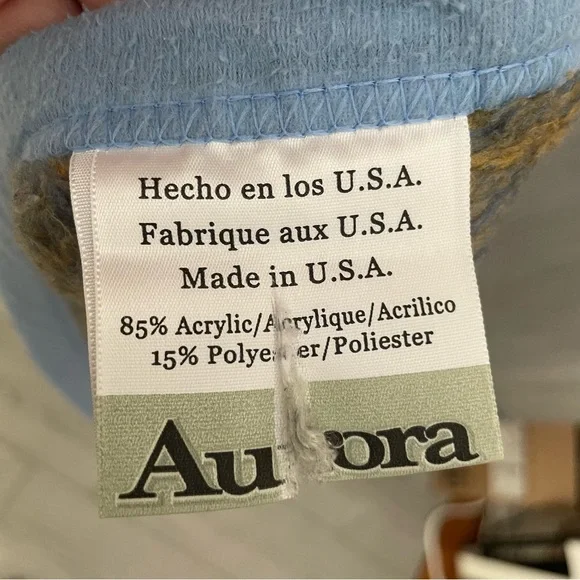 Hecho en los U.S.A.
Fabrique aux U.S.A.
Made in U.S.A.
85% Acrylic/Acrylique/Acrilico
15% Polyester/Poliester
Aurora